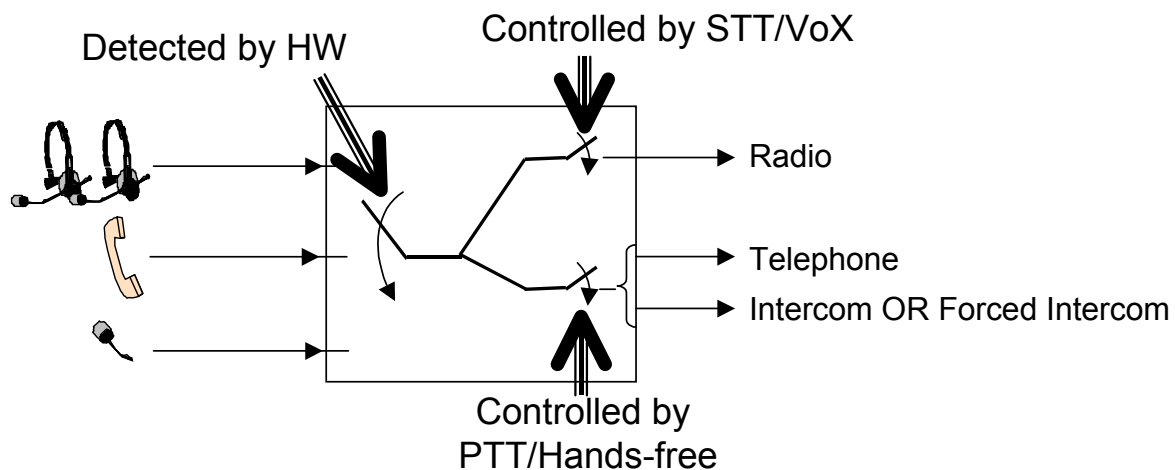 Controlled by STT/VoX
Detected by HW
Radio
Telephone
Intercom OR Forced Intercom
Controlled by
PTT/Hands-free